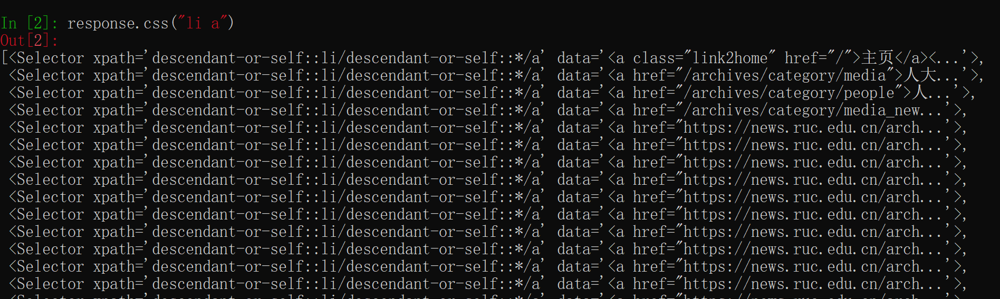 In [2]: response.css("li a")
Out[2]:
[<Selector xpath='descendant-or-self::li/descendant-or-self::*/a' data='<a class="link2home" href="/">主页</a><...'>,
 <Selector xpath='descendant-or-self::li/descendant-or-self::*/a' data='<a href="/archives/category/media">人大...'>,
 <Selector xpath='descendant-or-self::li/descendant-or-self::*/a' data='<a href="/archives/category/people">人...'>,
 <Selector xpath='descendant-or-self::li/descendant-or-self::*/a' data='<a href="/archives/category/media_new...'>,
 <Selector xpath='descendant-or-self::li/descendant-or-self::*/a' data='<a href="https://news.ruc.edu.cn/arch...'>,
 <Selector xpath='descendant-or-self::li/descendant-or-self::*/a' data='<a href="https://news.ruc.edu.cn/arch...'>,
 <Selector xpath='descendant-or-self::li/descendant-or-self::*/a' data='<a href="https://news.ruc.edu.cn/arch...'>,
 <Selector xpath='descendant-or-self::li/descendant-or-self::*/a' data='<a href="https://news.ruc.edu.cn/arch...'>,
 <Selector xpath='descendant-or-self::li/descendant-or-self::*/a' data='<a href="https://news.ruc.edu.cn/arch...'>,
 <Selector xpath='descendant-or-self::li/descendant-or-self::*/a' data='<a href="https://news.ruc.edu.cn/arch...'>,
 <Selector xpath='descendant-or-self::li/descendant-or-self::*/a' data='<a href="https://news.ruc.edu.cn/arch...'>,
 <Selector xpath='descendant-or-self::li/descendant-or-self::*/a' data='<a href="https://news.ruc.edu.cn/arch...'>,
 <Selector xpath='descendant-or-self::li/descendant-or-self::*/a' data='<a href="https://news.ruc.edu.cn/arch...'>,
 <Selector xpath='descendant-or-self::li/descendant-or-self::*/a' data='<a href="https://news.ruc.edu.cn/arch...'>,